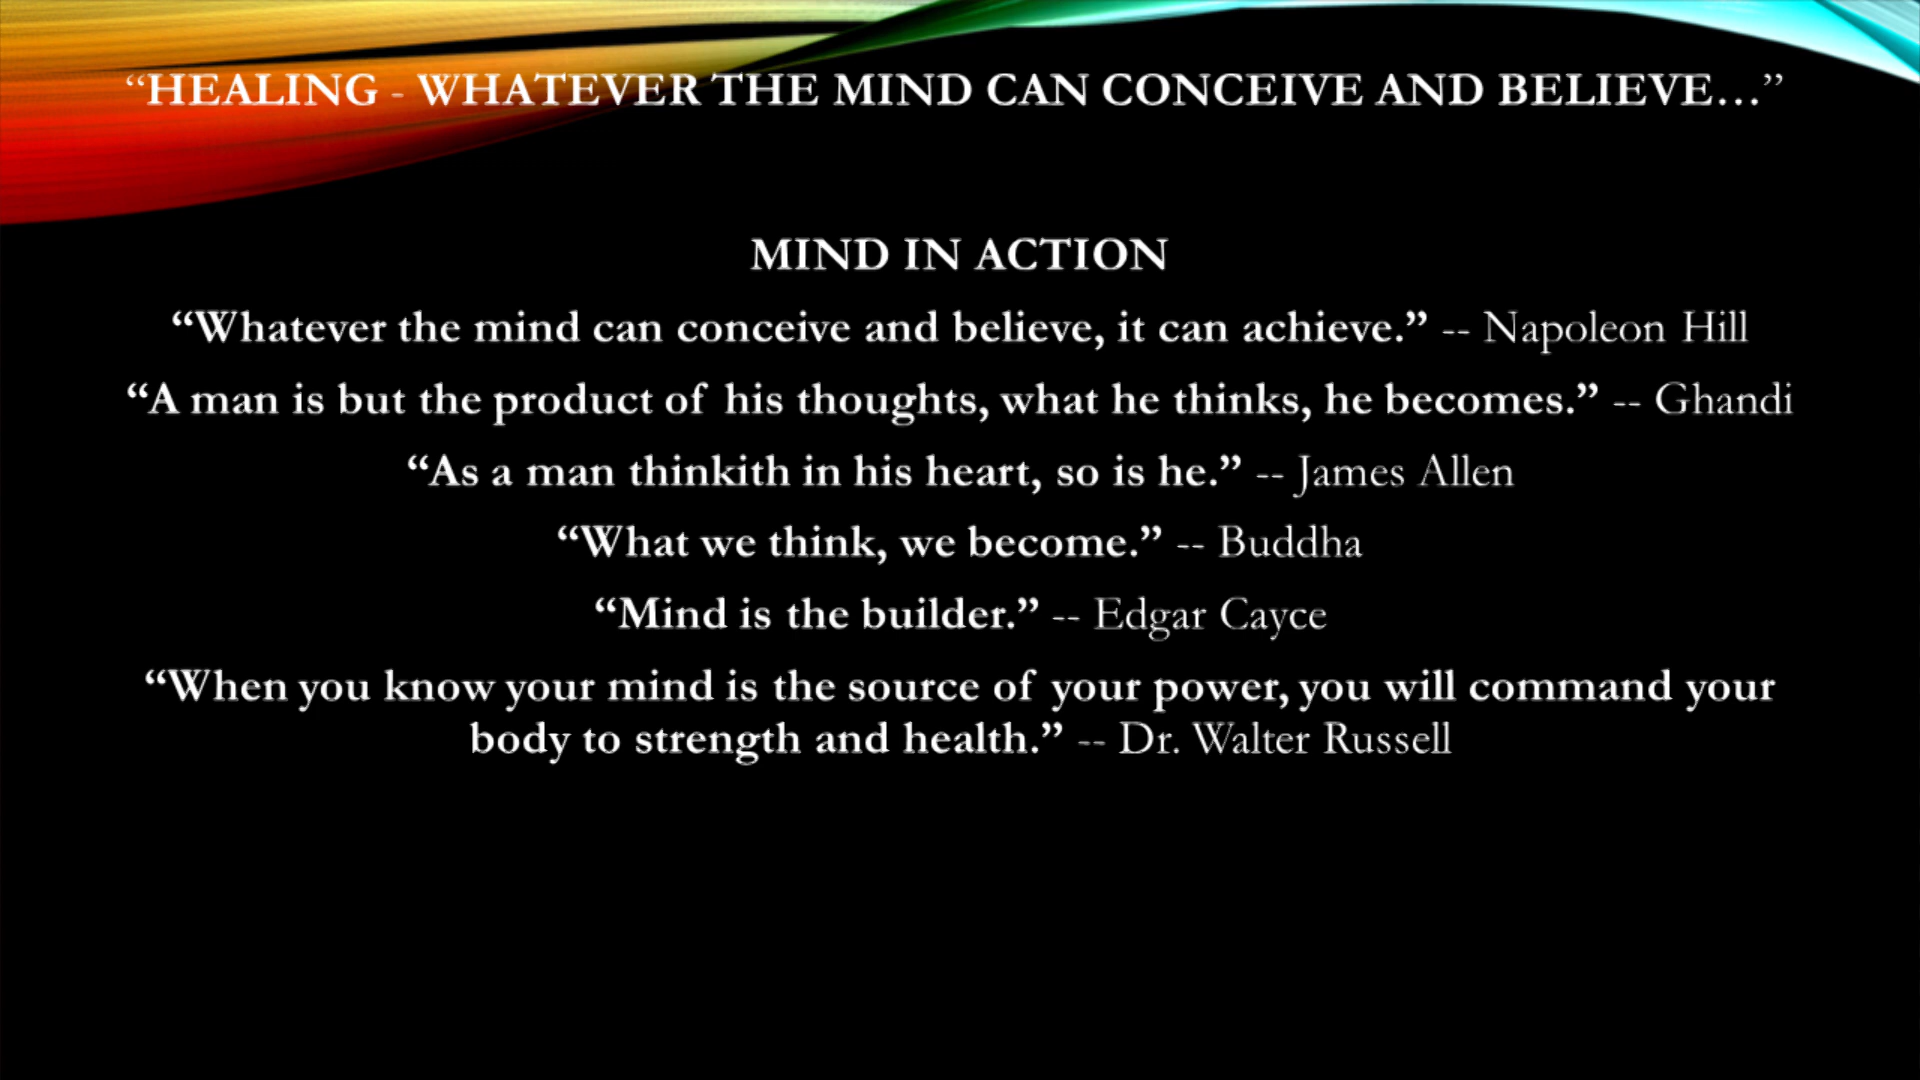 “HEALING - WHATEVER THE MIND CAN CONCEIVE AND BELIEVE…”
MIND IN ACTION
“Whatever the mind can conceive and believe, it can achieve.” -- Napoleon Hill
“A man is but the product of his thoughts, what he thinks, he becomes.” -- Ghandi
“As a man thinkith in his heart, so is he.” -- James Allen
“What we think, we become.” -- Buddha
“Mind is the builder.” -- Edgar Cayce
“When you know your mind is the source of your power, you will command your
body to strength and health.” -- Dr. Walter Russell